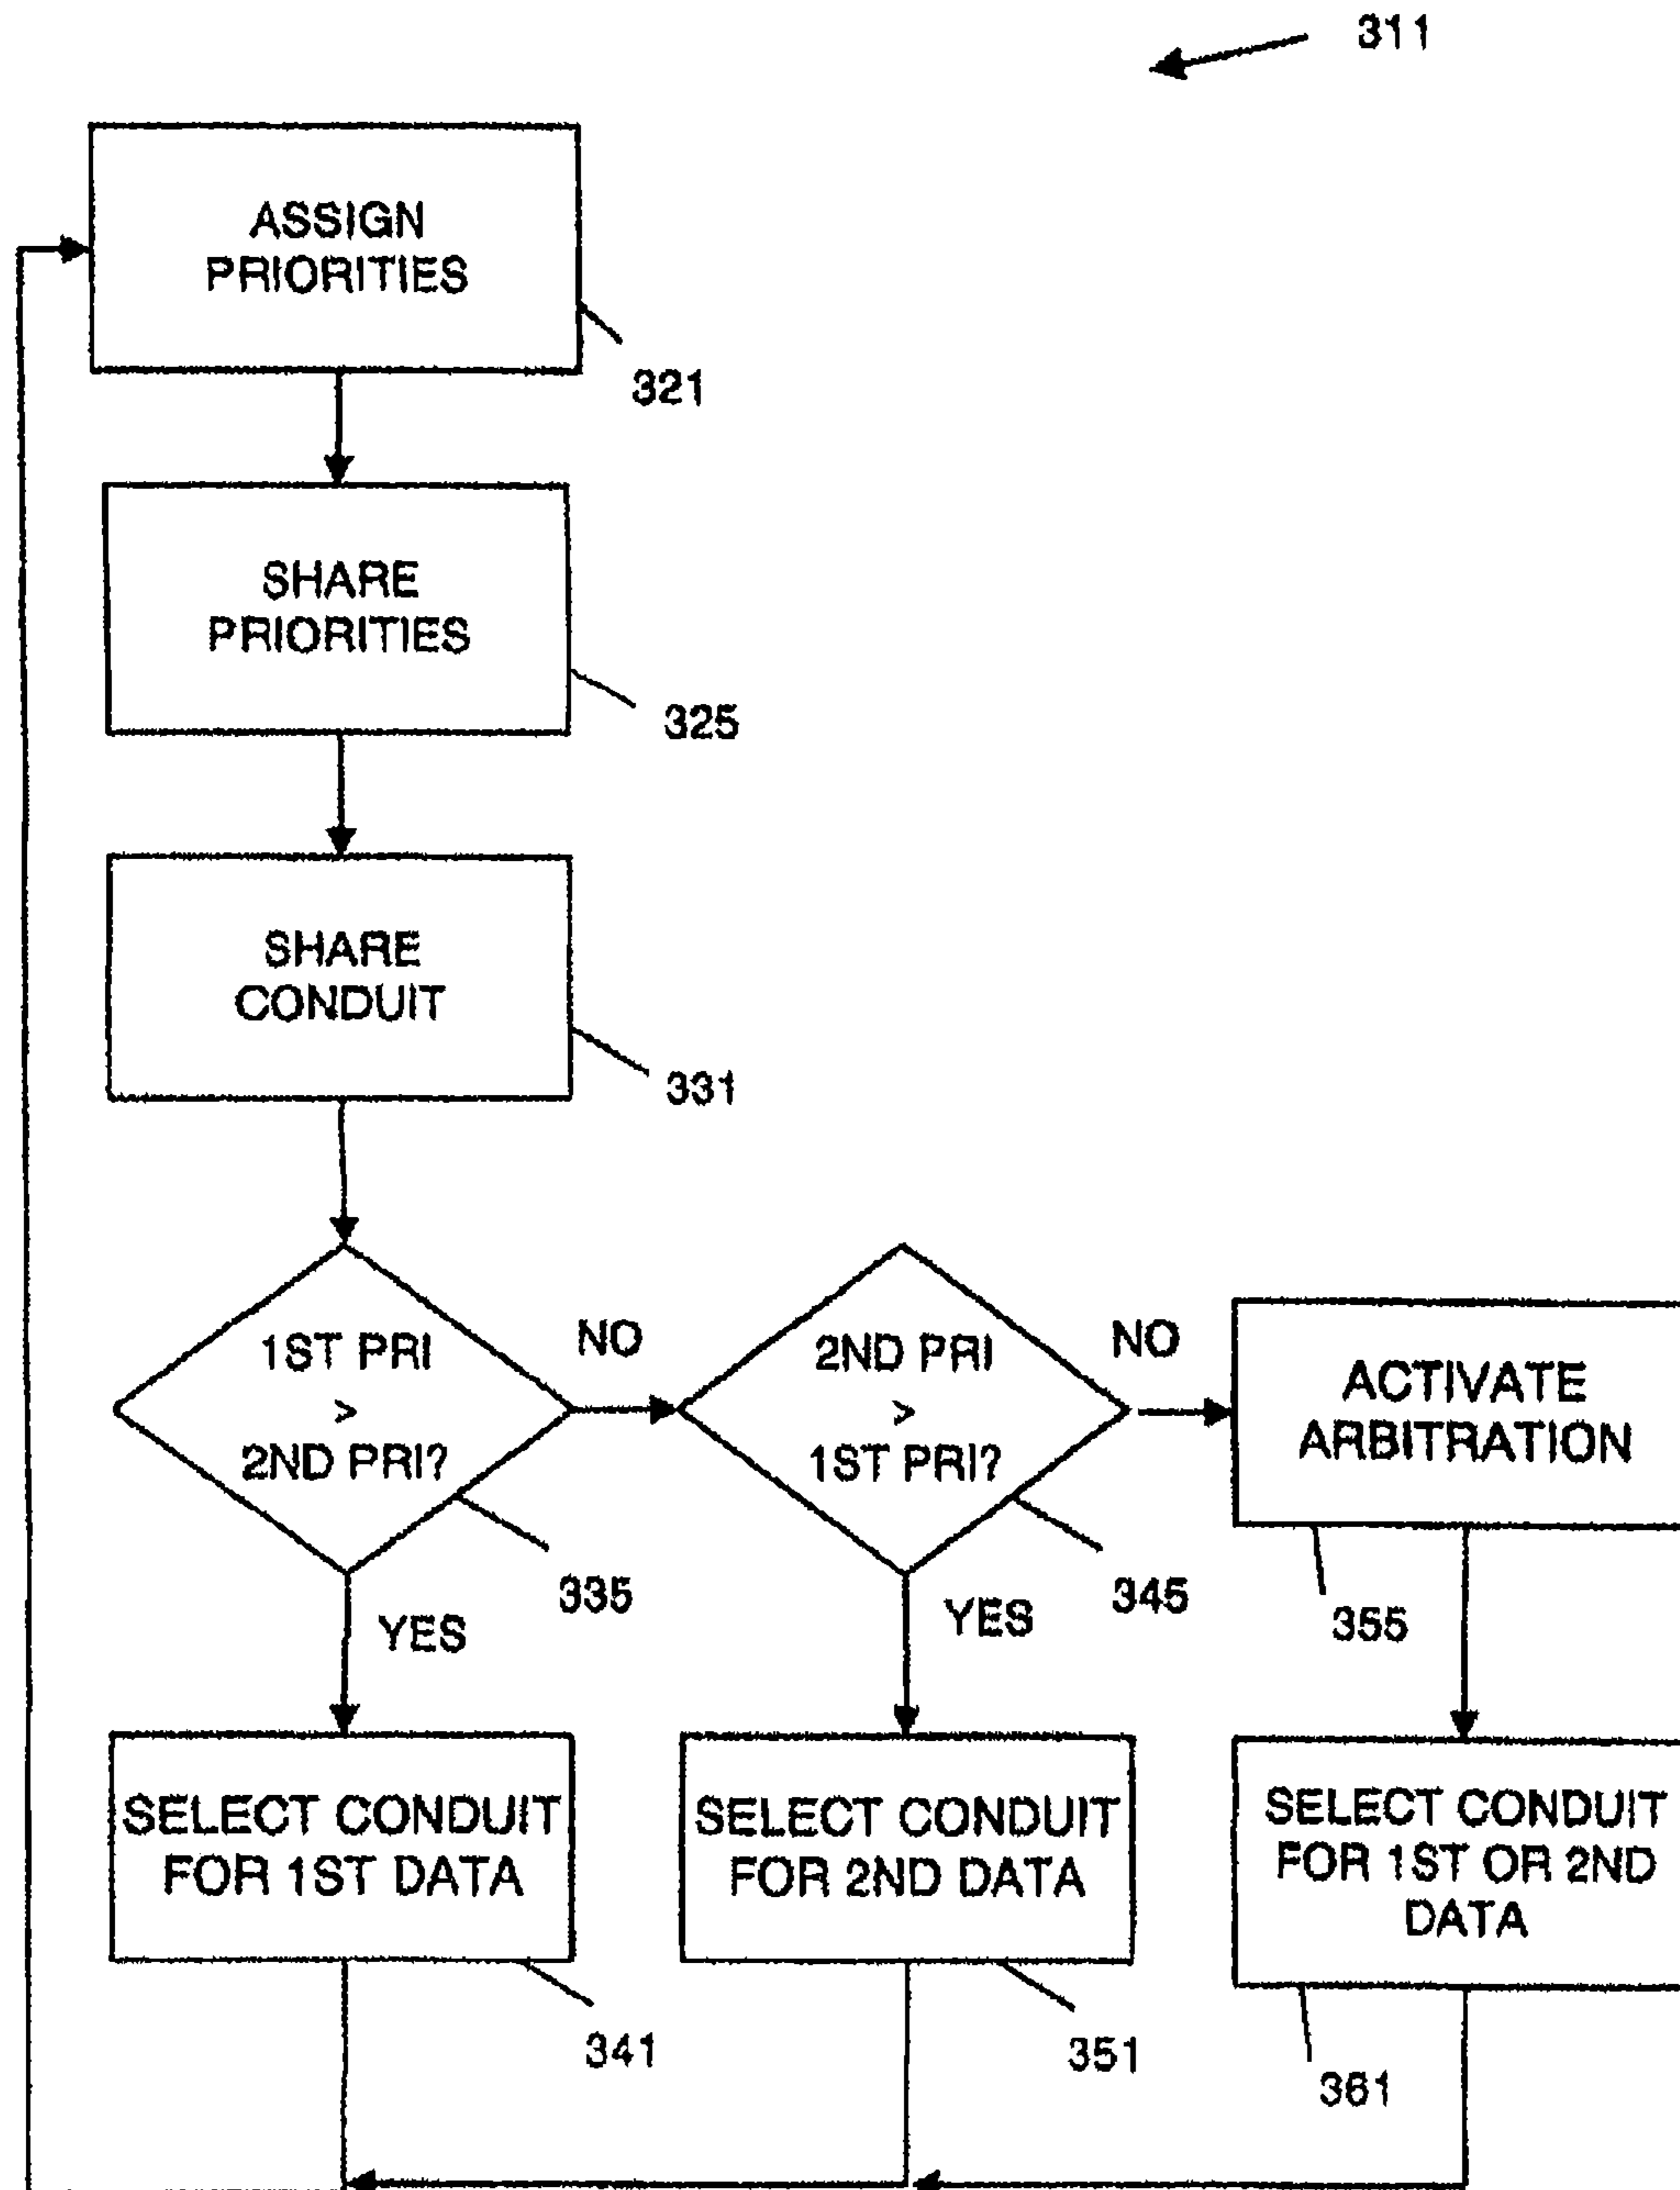 311
ASSIGN
PRIORITIES
321
SHARE
PRIORITIES
325
SHARE
CONDUIT
331
1ST PRI
>
2ND PRI?
335
NO
2ND PRI
>
1ST PRI?
345
NO
ACTIVATE
ARBITRATION
355
YES
YES
SELECT CONDUIT
FOR 1ST DATA
341
SELECT CONDUIT
FOR 2ND DATA
351
SELECT CONDUIT
FOR 1ST OR 2ND
DATA
361